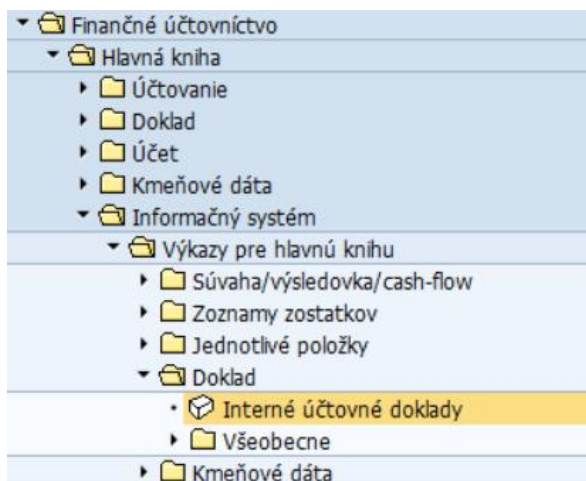 Finančné účtovníctvo
Hlavná kniha
Účtovanie
Doklad
Účet
Kmeňové dáta
Informačný systém
Výkazy pre hlavnú knihu
Súvaha/výsledovka/cash-flow
Zoznamy zostatkov
Jednotlivé položky
Doklad
Interné účtovné doklady
Všeobecne
Kmeňové dáta